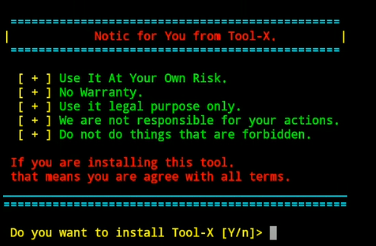 ================================================
| Notic for You from Tool-X. |
================================================
[ + ] Use It At Your Own Risk.
[ + ] No Warranty.
[ + ] Use it legal purpose only.
[ + ] We are not responsible for your actions.
[ + ] Do not do things that are forbidden.
If you are installing this tool.
that means you are agree with all terms.
================================================
Do you want to install Tool-X [Y/n]>